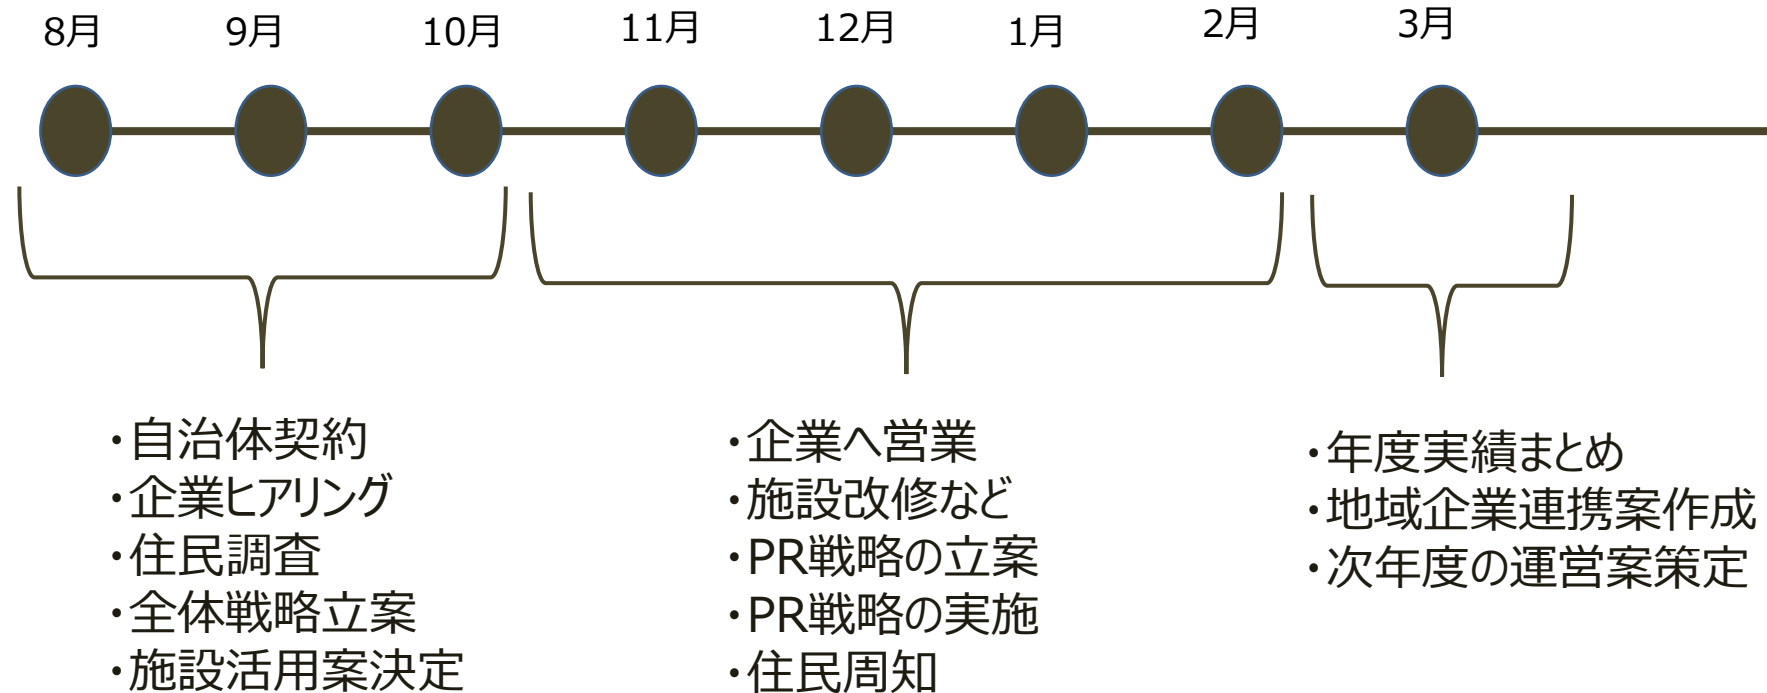 8月 9月 10月 11月 12月 1月 2月 3月
・自治体契約
・企業ヒアリング
・住民調査
・全体戦略立案
・施設活用案決定
・企業へ営業
・施設改修など
・PR戦略の立案
・PR戦略の実施
・住民周知
・年度実績まとめ
・地域企業連携案作成
・次年度の運営案策定